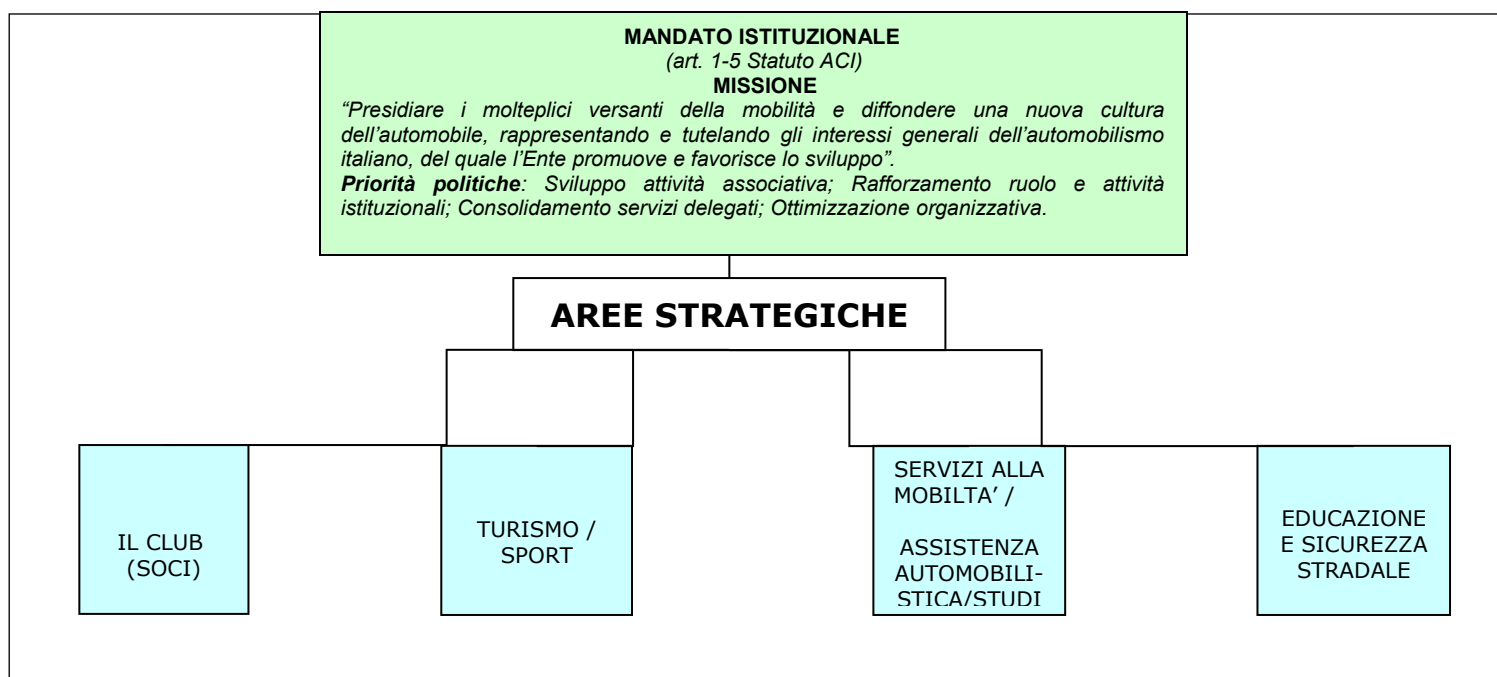 MANDATO ISTITUZIONALE
(art. 1-5 Statuto ACI)
MISSIONE
“Presidiare i molteplici versanti della mobilità e diffondere una nuova cultura
dell’automobile, rappresentando e tutelando gli interessi generali dell’automobilismo
italiano, del quale l’Ente promuove e favorisce lo sviluppo”.
Priorità politiche: Sviluppo attività associativa; Rafforzamento ruolo e attività
istituzionali; Consolidamento servizi delegati; Ottimizzazione organizzativa.
AREE STRATEGICHE
IL CLUB
(SOCI)
TURISMO /
SPORT
SERVIZI ALLA
MOBILTA’ /
ASSISTENZA
AUTOMOBILI-
STICA/STUDI
EDUCAZIONE
E SICUREZZA
STRADALE